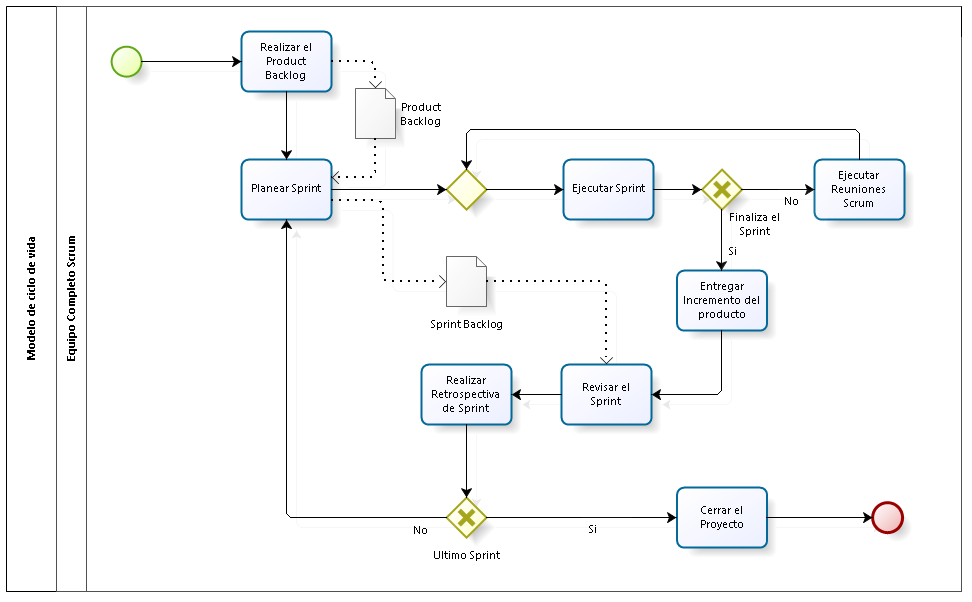 Modelo de ciclo de vida
Equipo Completo Scrum
Realizar el
Product
Backlog
Product
Backlog
Planear Sprint
Ejecutar Sprint
Finaliza el
Sprint
No
Ejecutar
Reuniones
Scrum
Si
Entregar
Incremento del
producto
Sprint Backlog
Revisar el
Sprint
Realizar
Retrospectiva
de Sprint
Ultimo Sprint
No
Si
Cerrar el
Proyecto